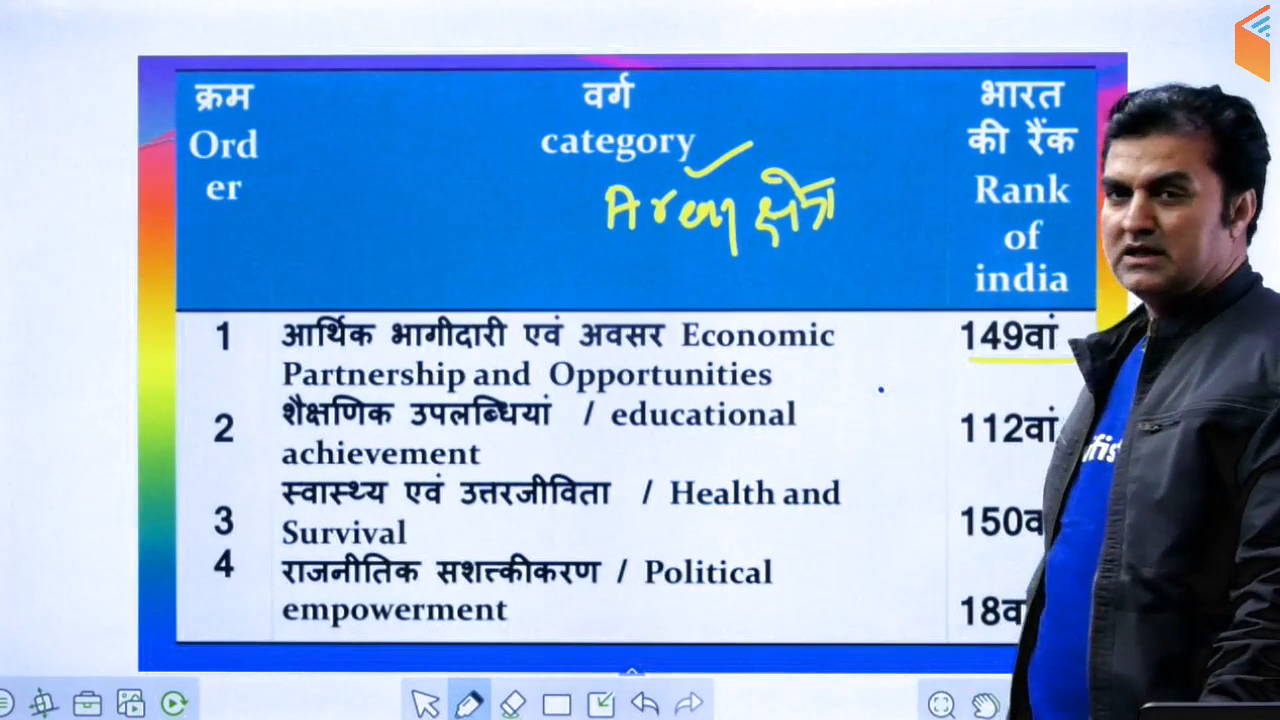 क्रम
Ord
er
वर्ग
category
Area क्षेत्र
भारत
की रैंक
Rank
of
india
1 आर्थिक भागीदारी एवं अवसर Economic 149वां
Partnership and Opportunities
2 शैक्षणिक उपलब्धियां / educational 112वां
achievement
3 स्वास्थ्य एवं उत्तरजीविता / Health and 150व
Survival
4 राजनीतिक सशक्तीकरण / Political
empowerment 18व